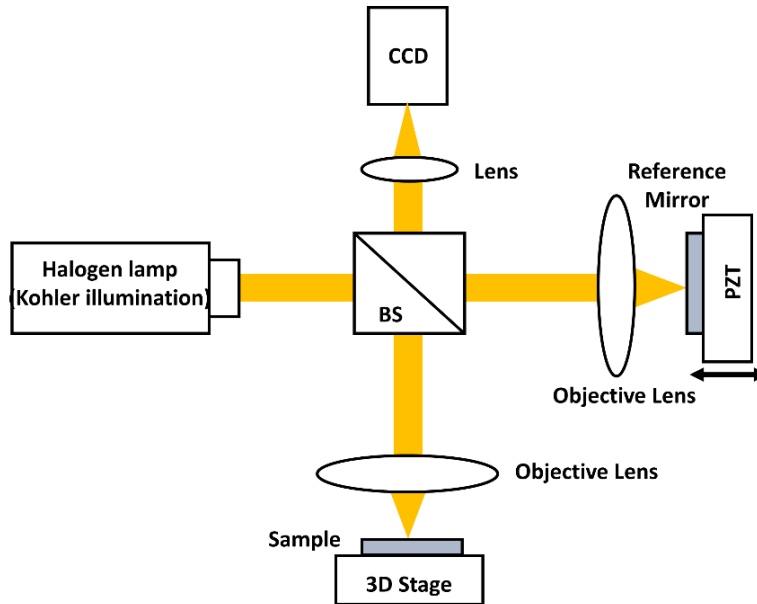 CCD
Lens
Reference
Mirror
Halogen lamp
(Kohler illumination)
BS
PZT
Objective Lens
Objective Lens
Sample
3D Stage